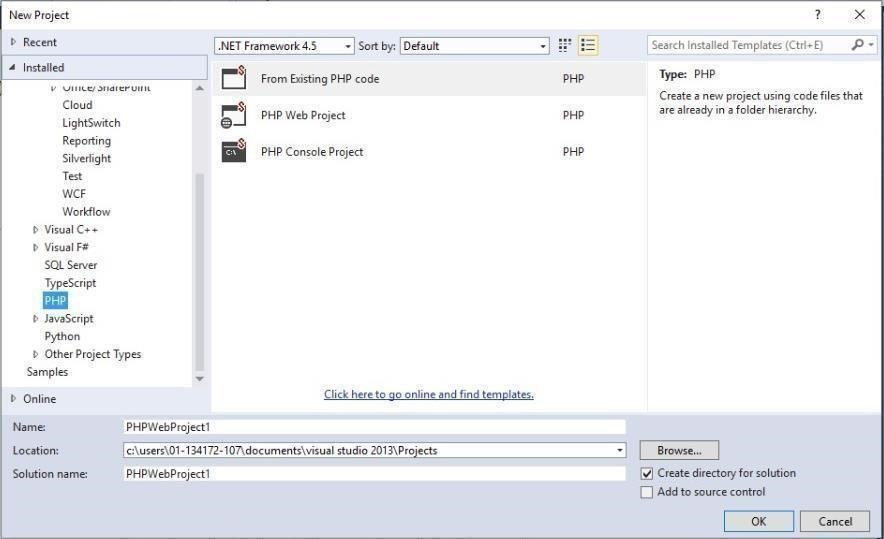 New Project
?
Recent
.NET Framework 4.5
Sort by:
Default
Search Installed Templates (Ctrl+E)
Installed
Office/SharePoint
Cloud
LightSwitch
Reporting
Silverlight
Test
WCF
Workflow
Visual C++
Visual F#
SQL Server
TypeScript
PHP
JavaScript
Python
Other Project Types
Samples
Online
From Existing PHP code PHP
PHP Web Project PHP
C:\
PHP Console Project PHP
Click here to go online and find templates.
Type: PHP
Create a new project using code files that
are already in a folder hierarchy.
Name: PHPWebProject1
Location: c:\users\01-134172-107\documents\visual studio 2013\Projects
Browse...
Solution name: PHPWebProject1
Create directory for solution
Add to source control
OK
Cancel